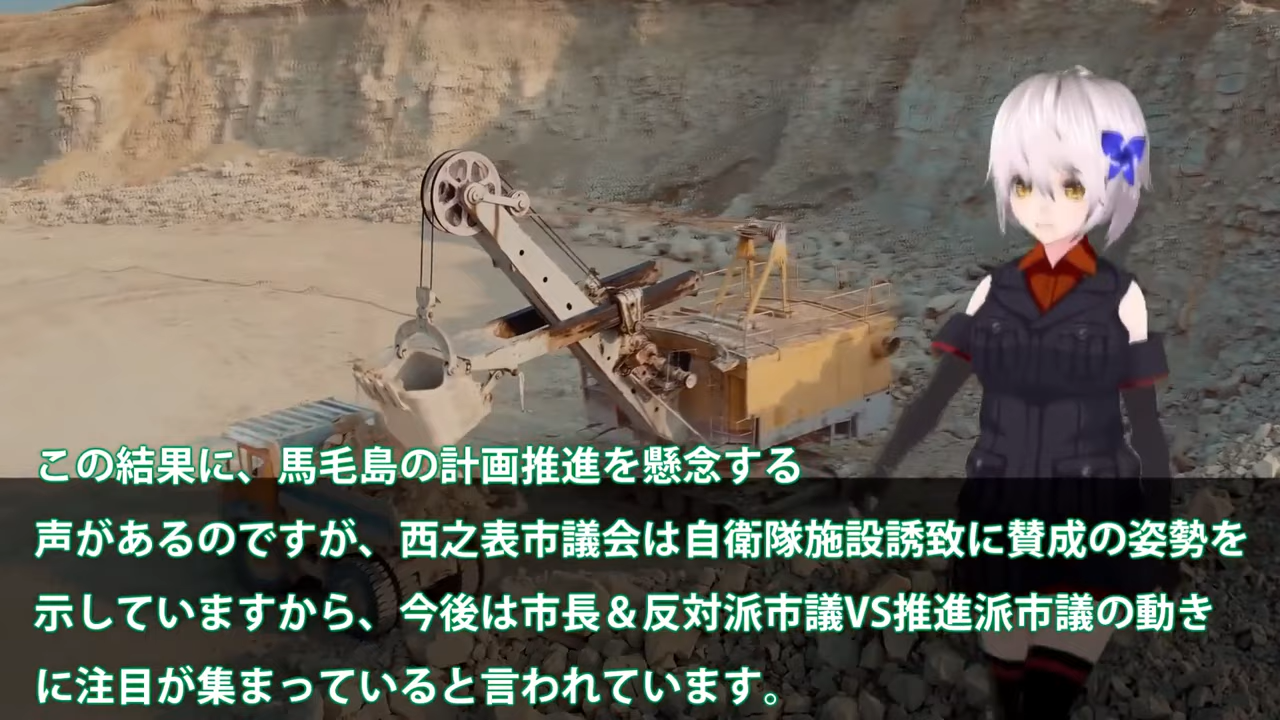 この結果に、馬毛島の計画推進を懸念する
声があるのですが、西之表市議会は自衛隊施設誘致に賛成の姿勢を
示していますから、今後は市長＆反対派市議VS推進派市議の動き
に注目が集まっていると言われています。